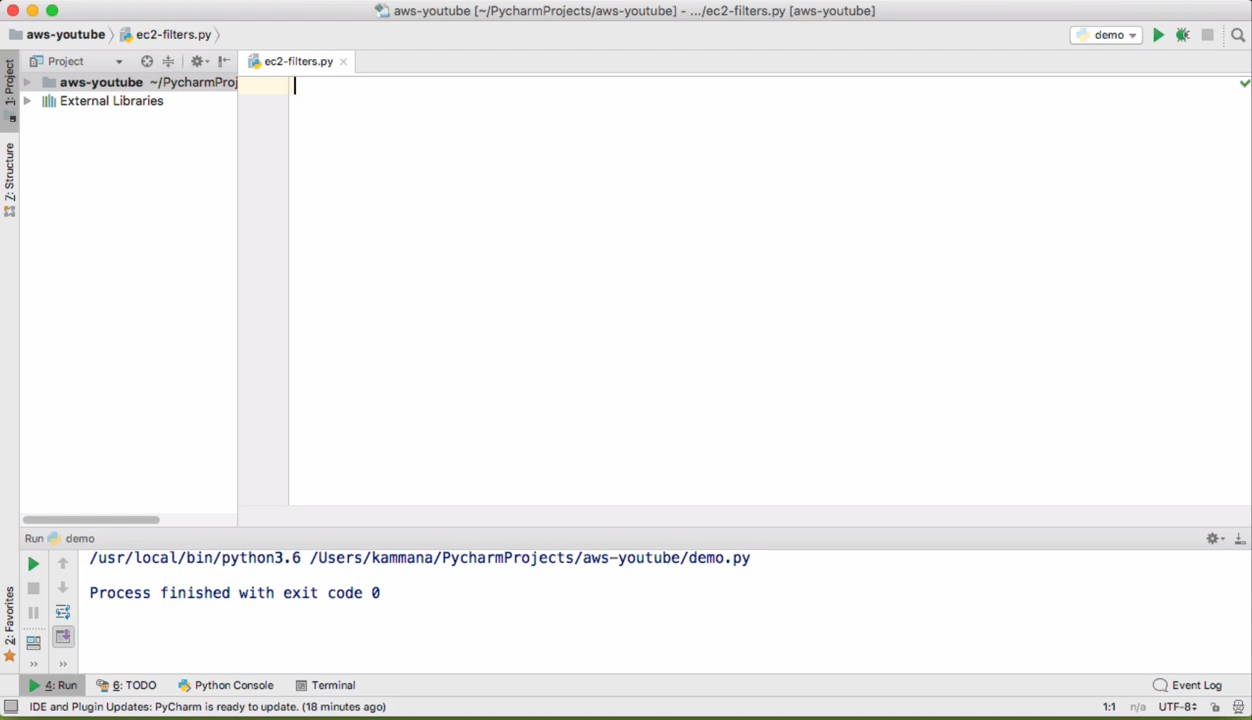 aws-youtube [~/PycharmProjects/aws-youtube] - .../ec2-filters.py [aws-youtube]
aws-youtube
ec2-filters.py
demo
Project
ec2-filters.py
1: Project
aws-youtube ~/PycharmProj
External Libraries
Z: Structure
Run demo
/usr/local/bin/python3.6 /Users/kammana/PycharmProjects/aws-youtube/demo.py
Process finished with exit code 0
2: Favorites
4: Run
6: TODO
Python Console
Terminal
Event Log
IDE and Plugin Updates: PyCharm is ready to update. (18 minutes ago)
1:1
n/a
UTF-8